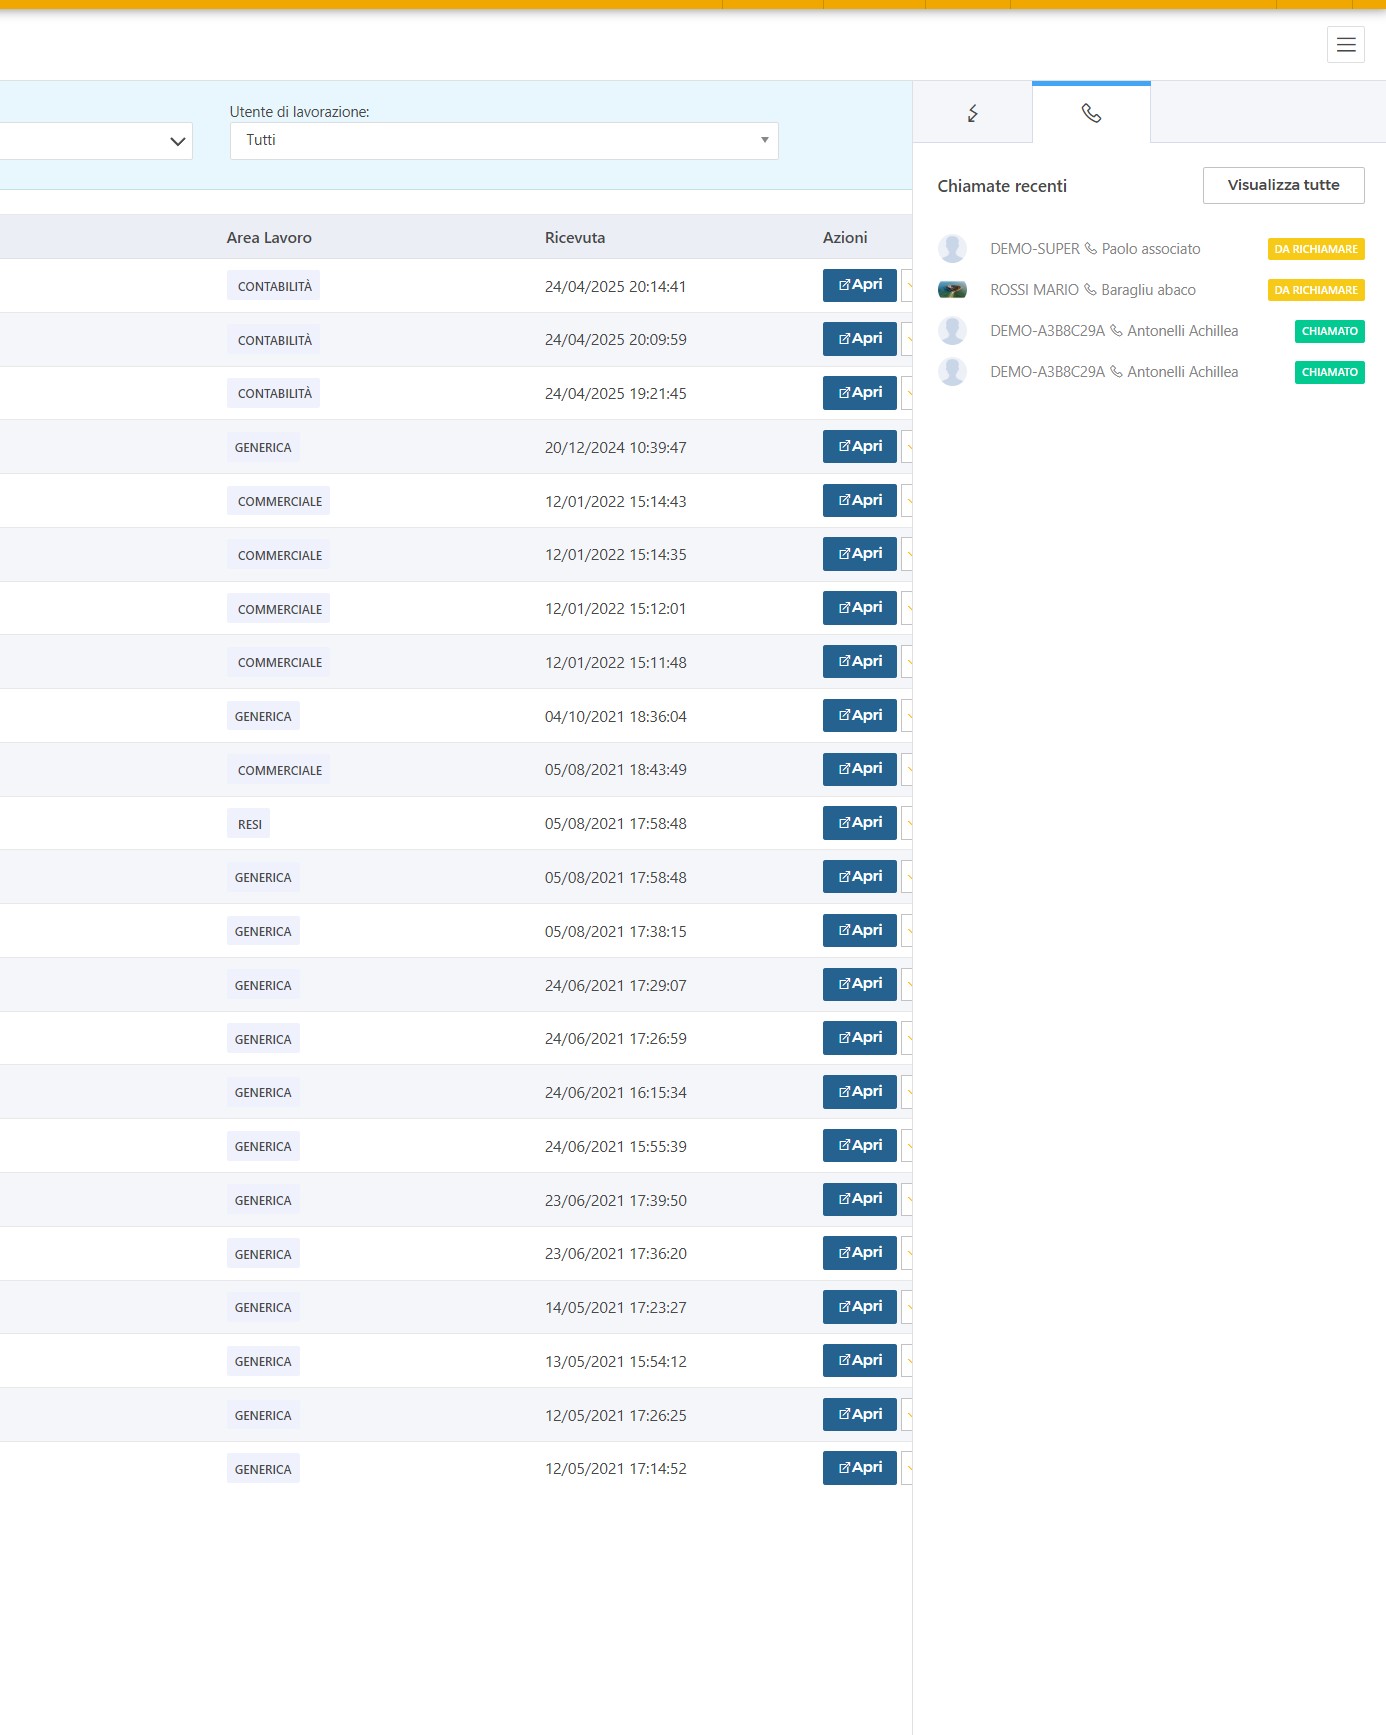 Utente di lavorazione:
Tutti
Chiamate recenti
Visualizza tutte
DEMO-SUPER Paolo associato DA RICHIAMARE
ROSSI MARIO Baragliu abaco DA RICHIAMARE
DEMO-A3B8C29A Antonelli Achillea CHIAMATO
DEMO-A3B8C29A Antonelli Achillea CHIAMATO
Area Lavoro Ricevuta Azioni
CONTABILITÀ 24/04/2025 20:14:41 Apri
CONTABILITÀ 24/04/2025 20:09:59 Apri
CONTABILITÀ 24/04/2025 19:21:45 Apri
GENERICA 20/12/2024 10:39:47 Apri
COMMERCIALE 12/01/2022 15:14:43 Apri
COMMERCIALE 12/01/2022 15:14:35 Apri
COMMERCIALE 12/01/2022 15:12:01 Apri
COMMERCIALE 12/01/2022 15:11:48 Apri
GENERICA 04/10/2021 18:36:04 Apri
COMMERCIALE 05/08/2021 18:43:49 Apri
RESI 05/08/2021 17:58:48 Apri
GENERICA 05/08/2021 17:58:48 Apri
GENERICA 05/08/2021 17:38:15 Apri
GENERICA 24/06/2021 17:29:07 Apri
GENERICA 24/06/2021 17:26:59 Apri
GENERICA 24/06/2021 16:15:34 Apri
GENERICA 24/06/2021 15:55:39 Apri
GENERICA 23/06/2021 17:39:50 Apri
GENERICA 23/06/2021 17:36:20 Apri
GENERICA 14/05/2021 17:23:27 Apri
GENERICA 13/05/2021 15:54:12 Apri
GENERICA 12/05/2021 17:26:25 Apri
GENERICA 12/05/2021 17:14:52 Apri